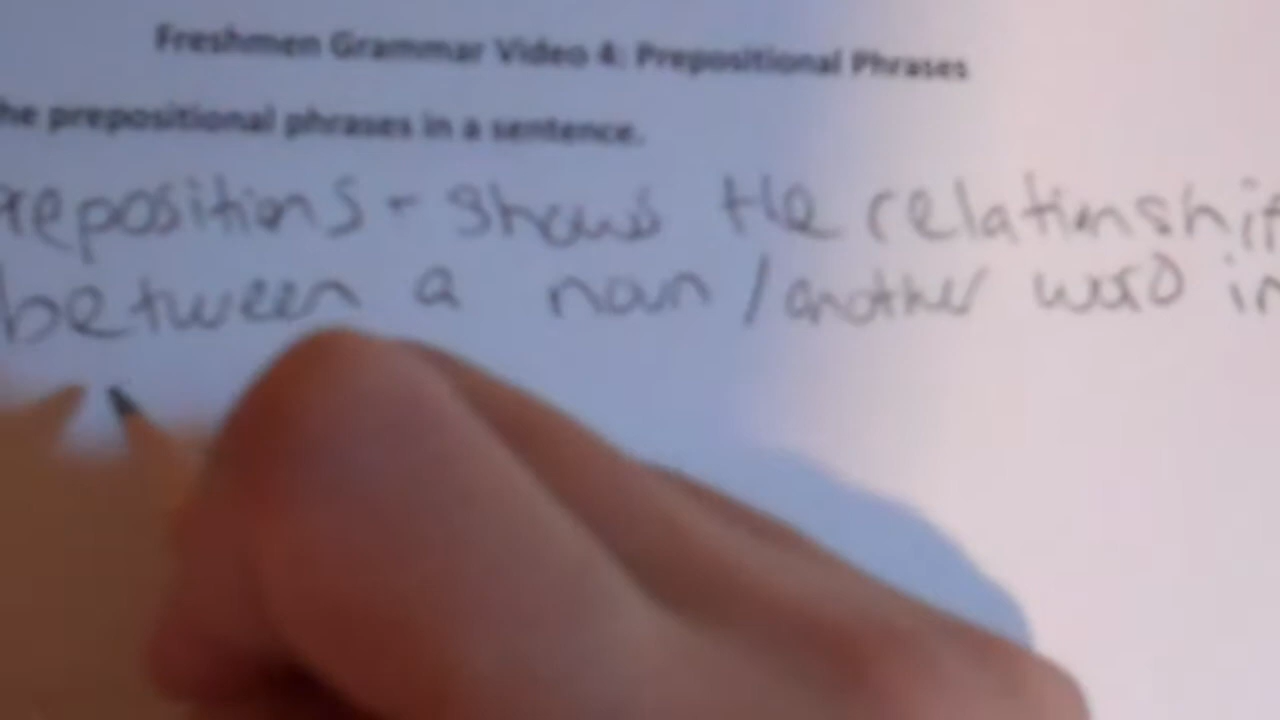 Freshmen Grammar Video 4: Prepositional Phrases
he prepositional phrases in a sentence.
repositions - shows the relationship
between a noun / another word in